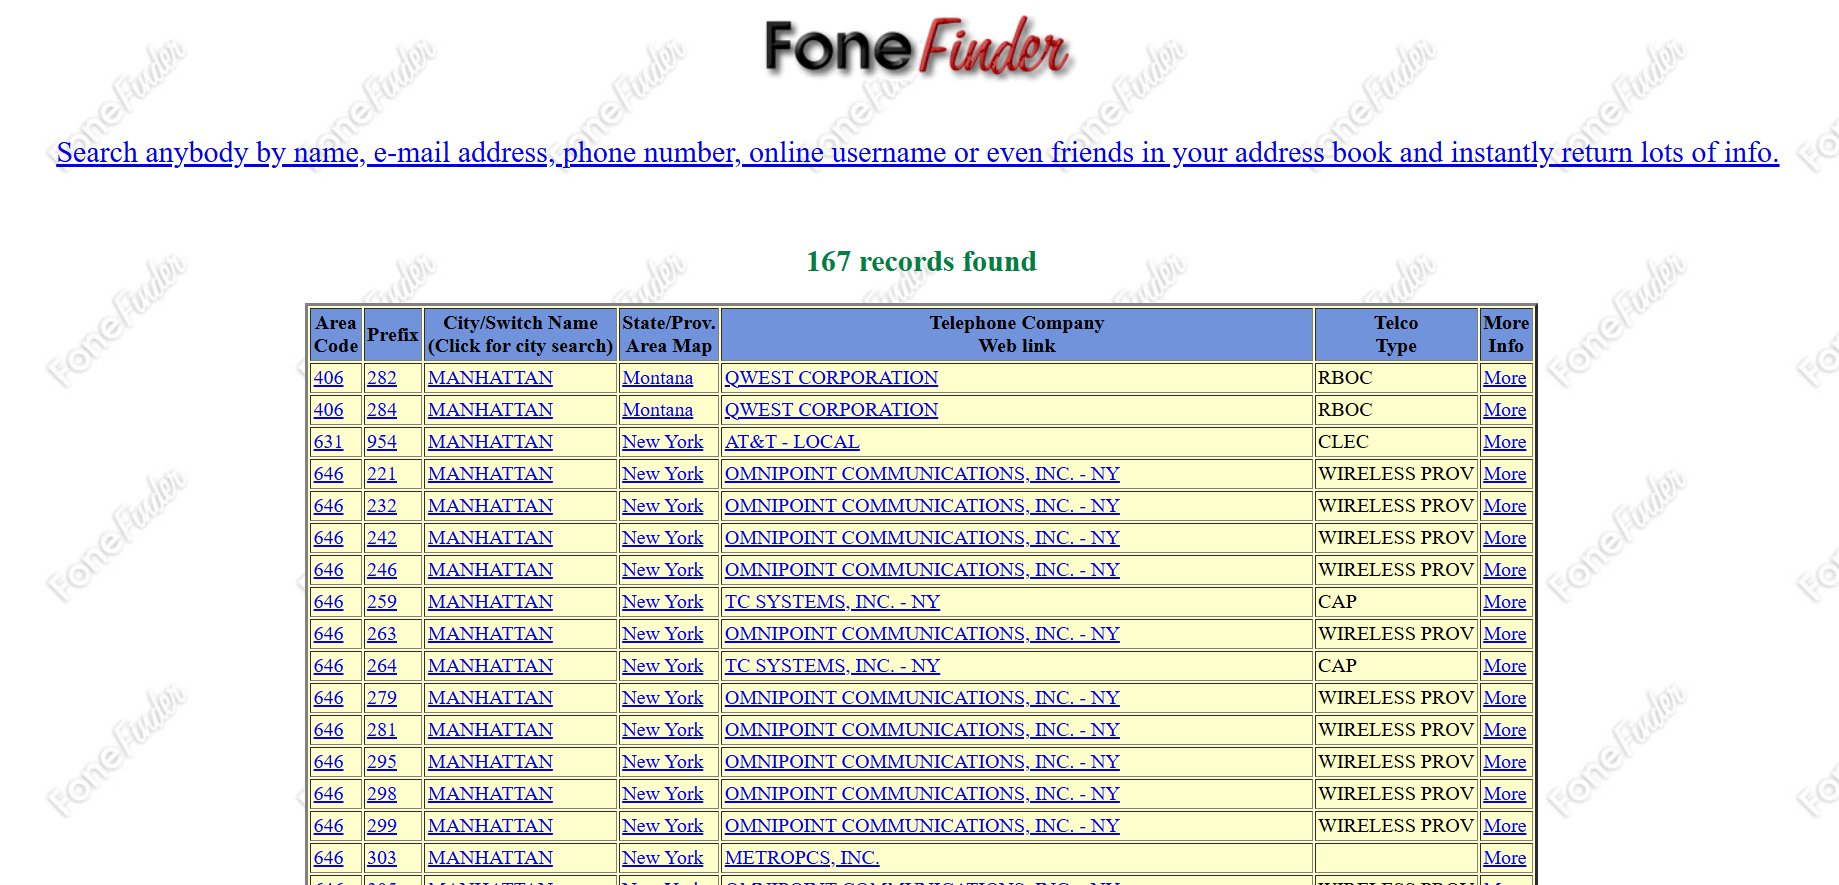 Fone Finder
Search anybody by name, e-mail address, phone number, online username or even friends in your address book and instantly return lots of info.
167 records found
Area Code Prefix City/Switch Name (Click for city search) State/Prov. Area Map Telephone Company Web link Telco Type More Info
406 282 MANHATTAN Montana QWEST CORPORATION RBOC More
406 284 MANHATTAN Montana QWEST CORPORATION RBOC More
631 954 MANHATTAN New York AT&T - LOCAL CLEC More
646 221 MANHATTAN New York OMNIPOINT COMMUNICATIONS, INC. - NY WIRELESS PROV More
646 232 MANHATTAN New York OMNIPOINT COMMUNICATIONS, INC. - NY WIRELESS PROV More
646 242 MANHATTAN New York OMNIPOINT COMMUNICATIONS, INC. - NY WIRELESS PROV More
646 246 MANHATTAN New York OMNIPOINT COMMUNICATIONS, INC. - NY WIRELESS PROV More
646 259 MANHATTAN New York TC SYSTEMS, INC. - NY CAP More
646 263 MANHATTAN New York OMNIPOINT COMMUNICATIONS, INC. - NY WIRELESS PROV More
646 264 MANHATTAN New York TC SYSTEMS, INC. - NY CAP More
646 279 MANHATTAN New York OMNIPOINT COMMUNICATIONS, INC. - NY WIRELESS PROV More
646 281 MANHATTAN New York OMNIPOINT COMMUNICATIONS, INC. - NY WIRELESS PROV More
646 295 MANHATTAN New York OMNIPOINT COMMUNICATIONS, INC. - NY WIRELESS PROV More
646 298 MANHATTAN New York OMNIPOINT COMMUNICATIONS, INC. - NY WIRELESS PROV More
646 299 MANHATTAN New York OMNIPOINT COMMUNICATIONS, INC. - NY WIRELESS PROV More
646 303 MANHATTAN New York METROPCS, INC. More